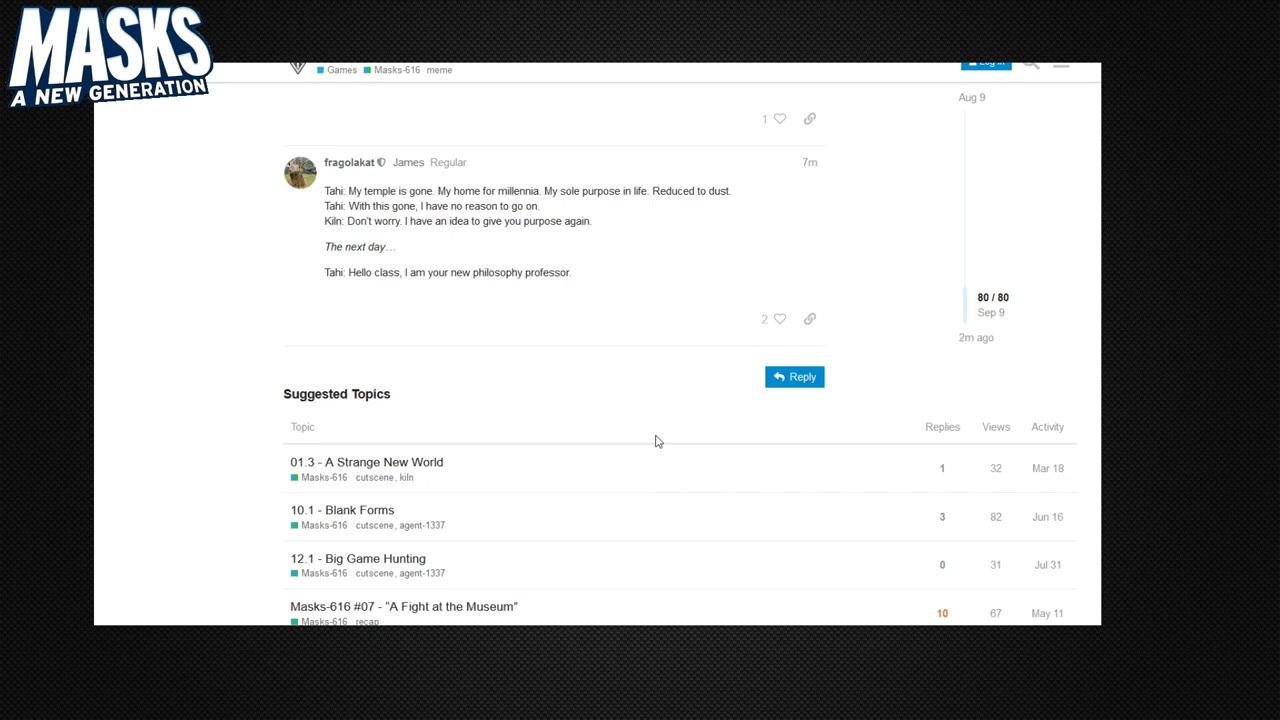 MASKS
A NEW GENERATION
Games Masks-616 meme
Log In
Aug 9
1
fragolakat James Regular 7m
Tahi: My temple is gone. My home for millennia. My sole purpose in life. Reduced to dust.
Tahi: With this gone, I have no reason to go on.
Kiln: Don't worry. I have an idea to give you purpose again.
The next day…
Tahi: Hello class, I am your new philosophy professor.
80 / 80
Sep 9
2m ago
2
Reply
Suggested Topics
Topic Replies Views Activity
01.3 - A Strange New World 1 32 Mar 18
Masks-616 cutscene, kiln
10.1 - Blank Forms 3 82 Jun 16
Masks-616 cutscene, agent-1337
12.1 - Big Game Hunting 0 31 Jul 31
Masks-616 cutscene, agent-1337
Masks-616 #07 - "A Fight at the Museum" 10 67 May 11
Masks-616 recap